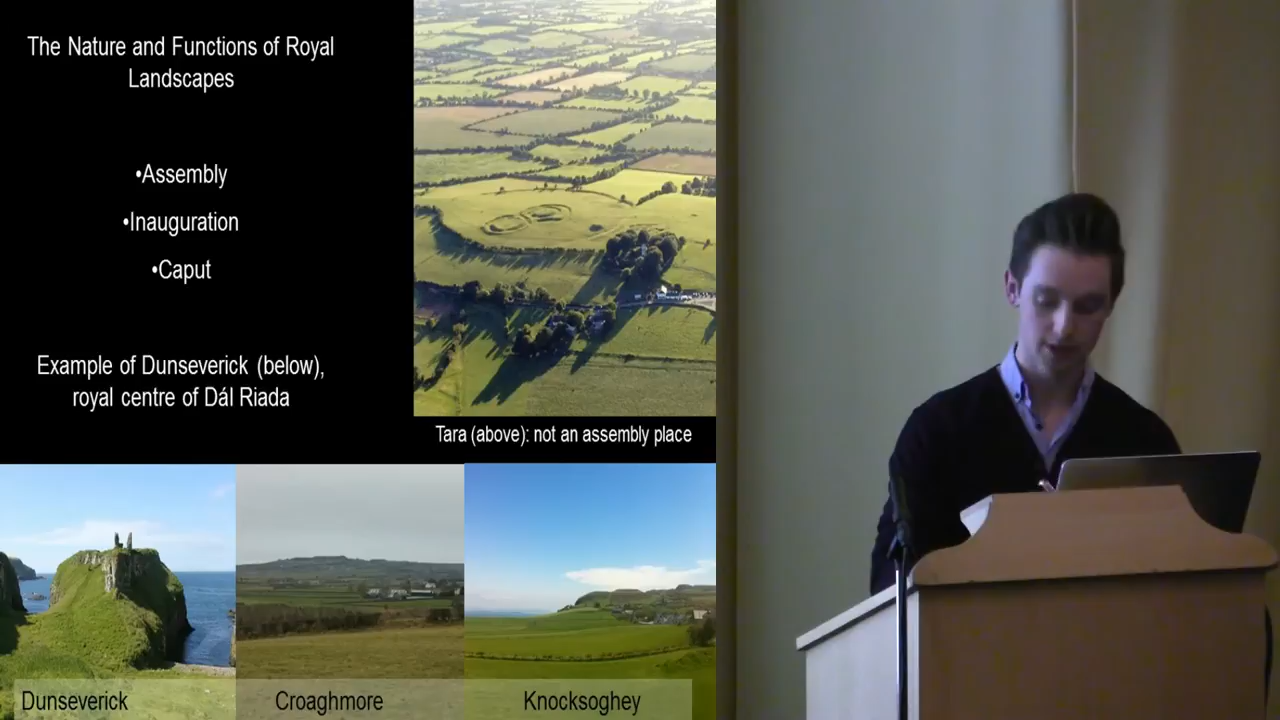 The Nature and Functions of Royal
Landscapes
•Assembly
•Inauguration
•Caput
Example of Dunseverick (below),
royal centre of Dál Riada
Tara (above): not an assembly place
Dunseverick
Croaghmore
Knocksoghey